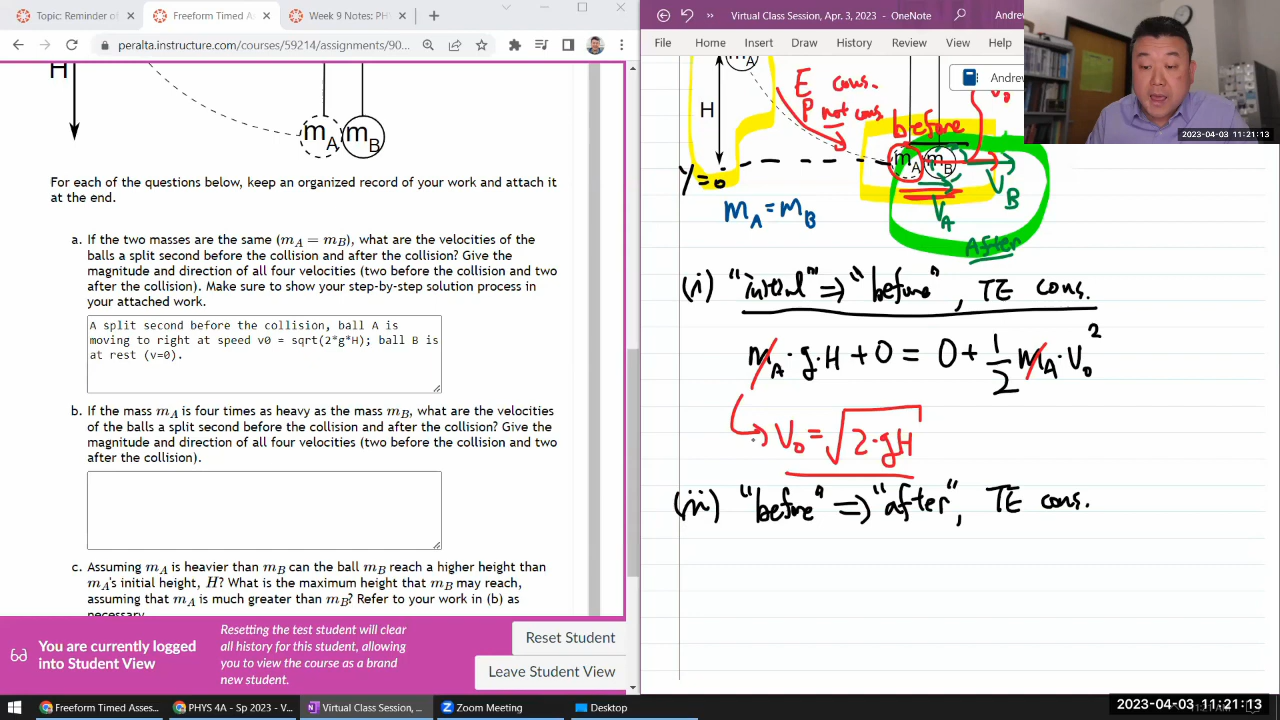 Topic: Reminder of
Freeform Timed A
Week 9 Notes: PH
peralta.instructure.com/courses/59214/assignments/90...
H
mA
mB
For each of the questions below, keep an organized record of your work and attach it
at the end.
a. If the two masses are the same (mA = mB), what are the velocities of the
balls a split second before the collision and after the collision? Give the
magnitude and direction of all four velocities (two before the collision and two
after the collision). Make sure to show your step-by-step solution process in
your attached work.
A split second before the collision, ball A is
moving to right at speed v0 = sqrt(2*g*H); ball B is
at rest (v=0).
b. If the mass mA is four times as heavy as the mass mB, what are the velocities
of the balls a split second before the collision and after the collision? Give the
magnitude and direction of all four velocities (two before the collision and two
after the collision).
c. Assuming mA is heavier than mB can the ball mB reach a higher height than
mA's initial height, H? What is the maximum height that mB may reach,
assuming that mA is much greater than mB? Refer to your work in (b) as
necessary.
You are currently logged
into Student View
Resetting the test student will clear
all history for this student, allowing
you to view the course as a brand
new student.
Reset Student
Leave Student View
Virtual Class Session, Apr. 3, 2023 - OneNote
Andrew
File Home Insert Draw History Review View Help
Andrew
mA
H
E cons.
P not cons.
before
v0
mA mB
y=0
VB
VA
After
mA = mB
(i) "initial" => "before", TE cons.
mA · g·H + 0 = 0 + 1/2 mA · V0²
V0 = √2·gH
(ii) "before" => "after", TE cons.
2023-04-03 11:21:13
Freeform Timed Asses...
PHYS 4A - Sp 2023 - V...
Virtual Class Session, ...
Zoom Meeting
Desktop
2023-04-03 11:21:13